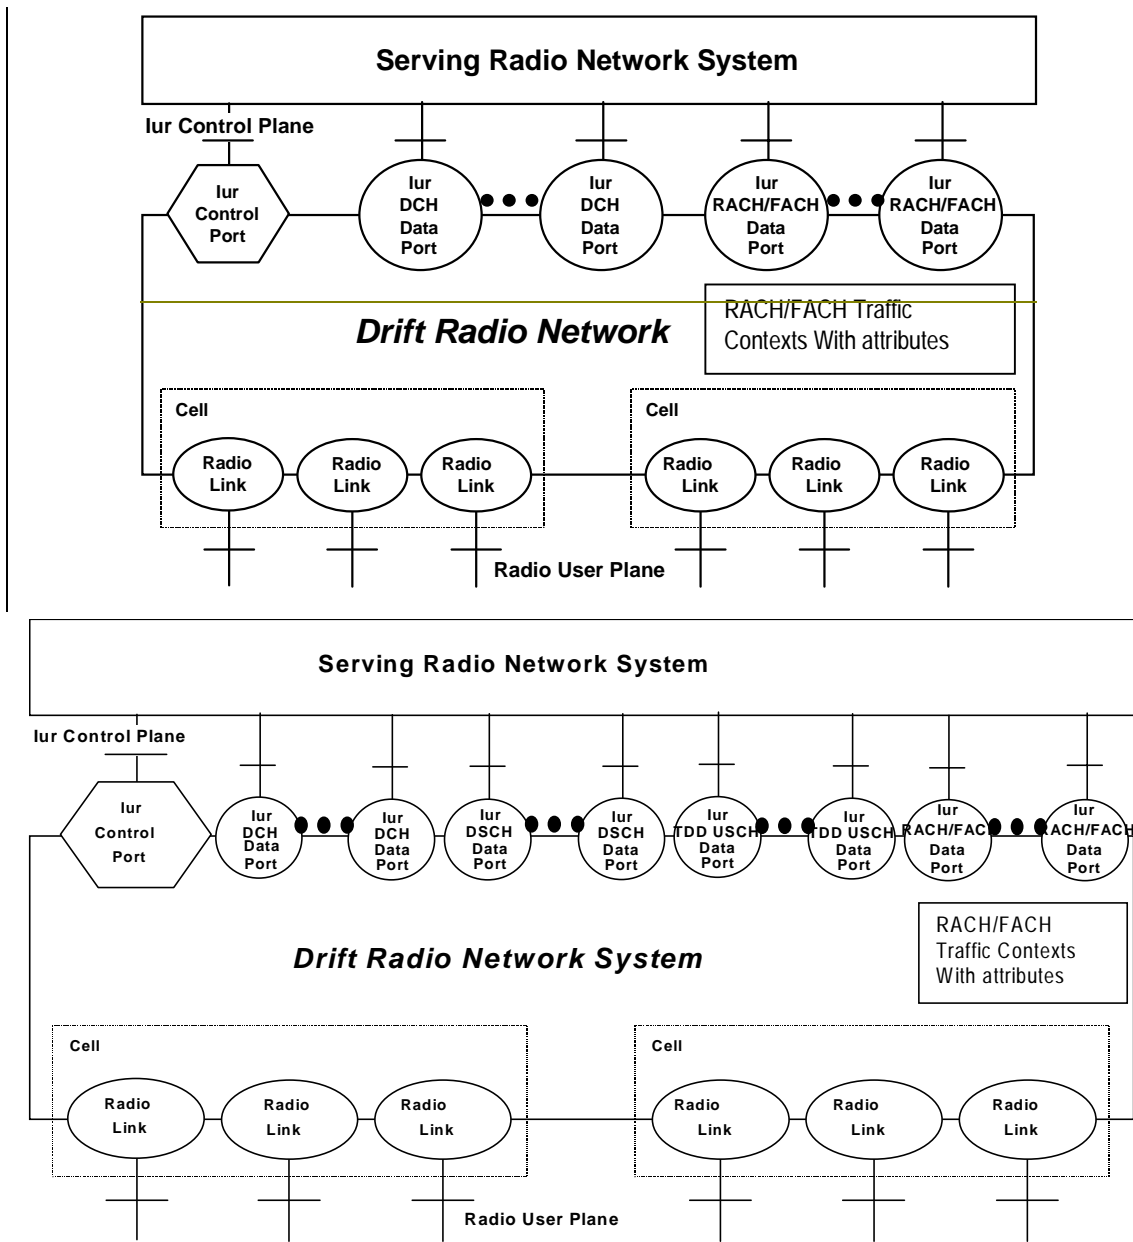 Serving Radio Network System
Iur Control Plane
Iur
Control
Port
Iur
DCH
Data
Port
Iur
DCH
Data
Port
Iur
RACH/FACH
Data
Port
Iur
RACH/FACH
Data
Port
RACH/FACH Traffic
Contexts With attributes
Drift Radio Network
Cell
Radio
Link
Radio
Link
Radio
Link
Cell
Radio
Link
Radio
Link
Radio
Link
Radio User Plane
Serving Radio Network System
Iur Control Plane
Iur
Control
Port
Iur
DCH
Data
Port
Iur
DCH
Data
Port
Iur
DSCH
Data
Port
Iur
DSCH
Data
Port
Iur
TDD USCH
Data
Port
Iur
TDD USCH
Data
Port
Iur
RACH/FACH
Data
Port
Iur
RACH/FACH
Data
Port
RACH/FACH
Traffic Contexts
With attributes
Drift Radio Network System
Cell
Radio
Link
Radio
Link
Radio
Link
Cell
Radio
Link
Radio
Link
Radio
Link
Radio User Plane